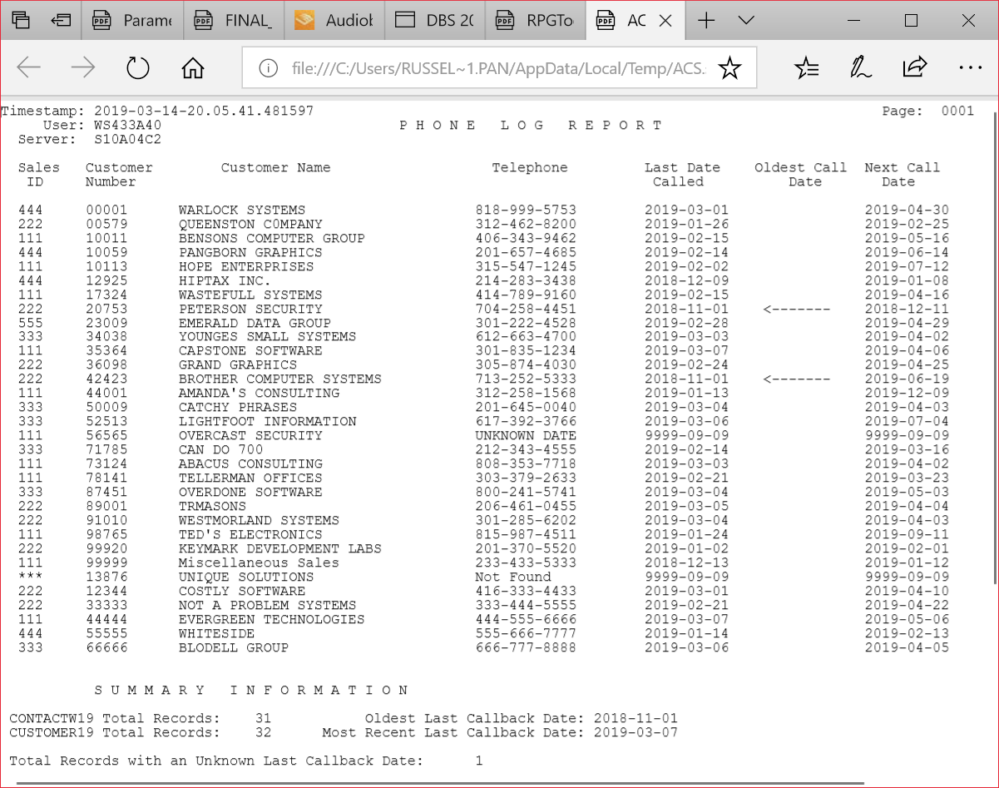 Parame FINAL_ Audiob DBS 20 RPGTo AC
file:///C:/Users/RUSSEL~1.PAN/AppData/Local/Temp/ACS.
Timestamp: 2019-03-14-20.05.41.481597 Page: 0001
User: WS433A40 P H O N E L O G R E P O R T
Server: S10A04C2
Sales Customer Customer Name Telephone Last Date Oldest Call Next Call
ID Number Called Date Date
444 00001 WARLOCK SYSTEMS 818-999-5753 2019-03-01 2019-04-30
222 00579 QUEENSTON C0MPANY 312-462-8200 2019-01-26 2019-02-25
111 10011 BENSONS COMPUTER GROUP 406-343-9462 2019-02-15 2019-05-16
444 10059 PANGBORN GRAPHICS 201-657-4685 2019-02-14 2019-06-14
111 10113 HOPE ENTERPRISES 315-547-1245 2019-02-02 2019-07-12
444 12925 HIPTAX INC. 214-283-3438 2018-12-09 2019-01-08
111 17324 WASTEFULL SYSTEMS 414-789-9160 2019-02-15 2019-04-16
222 20753 PETERSON SECURITY 704-258-4451 2018-11-01 <------- 2018-12-11
555 23009 EMERALD DATA GROUP 301-222-4528 2019-02-28 2019-04-29
333 34038 YOUNGES SMALL SYSTEMS 612-663-4700 2019-03-03 2019-04-02
111 35364 CAPSTONE SOFTWARE 301-835-1234 2019-03-07 2019-04-06
222 36098 GRAND GRAPHICS 305-874-4030 2019-02-24 2019-04-25
222 42423 BROTHER COMPUTER SYSTEMS 713-252-5333 2018-11-01 <------- 2019-06-19
111 44001 AMANDA'S CONSULTING 312-258-1568 2019-01-13 2019-12-09
333 50009 CATCHY PHRASES 201-645-0040 2019-03-04 2019-04-03
333 52513 LIGHTFOOT INFORMATION 617-392-3766 2019-03-06 2019-07-04
111 56565 OVERCAST SECURITY UNKNOWN DATE 9999-09-09 9999-09-09
333 71785 CAN DO 700 212-343-4555 2019-02-14 2019-03-16
111 73124 ABACUS CONSULTING 808-353-7718 2019-03-03 2019-04-02
111 78141 TELLERMAN OFFICES 303-379-2633 2019-02-21 2019-03-23
333 87451 OVERDONE SOFTWARE 800-241-5741 2019-03-04 2019-05-03
222 89001 TRMASONS 206-461-0455 2019-03-05 2019-04-04
222 91010 WESTMORLAND SYSTEMS 301-285-6202 2019-03-04 2019-04-03
111 98765 TED'S ELECTRONICS 815-987-4511 2019-01-24 2019-09-11
222 99920 KEYMARK DEVELOPMENT LABS 201-370-5520 2019-01-02 2019-02-01
111 99999 Miscellaneous Sales 233-433-5333 2018-12-13 2019-01-12
*** 13876 UNIQUE SOLUTIONS Not Found 9999-09-09 9999-09-09
222 12344 COSTLY SOFTWARE 416-333-4433 2019-03-01 2019-04-10
222 33333 NOT A PROBLEM SYSTEMS 333-444-5555 2019-02-21 2019-04-22
111 44444 EVERGREEN TECHNOLOGIES 444-555-6666 2019-03-07 2019-05-06
444 55555 WHITESIDE 555-666-7777 2019-01-14 2019-02-13
333 66666 BLODELL GROUP 666-777-8888 2019-03-06 2019-04-05
S U M M A R Y I N F O R M A T I O N
CONTACTW19 Total Records: 31 Oldest Last Callback Date: 2018-11-01
CUSTOMER19 Total Records: 32 Most Recent Last Callback Date: 2019-03-07
Total Records with an Unknown Last Callback Date: 1